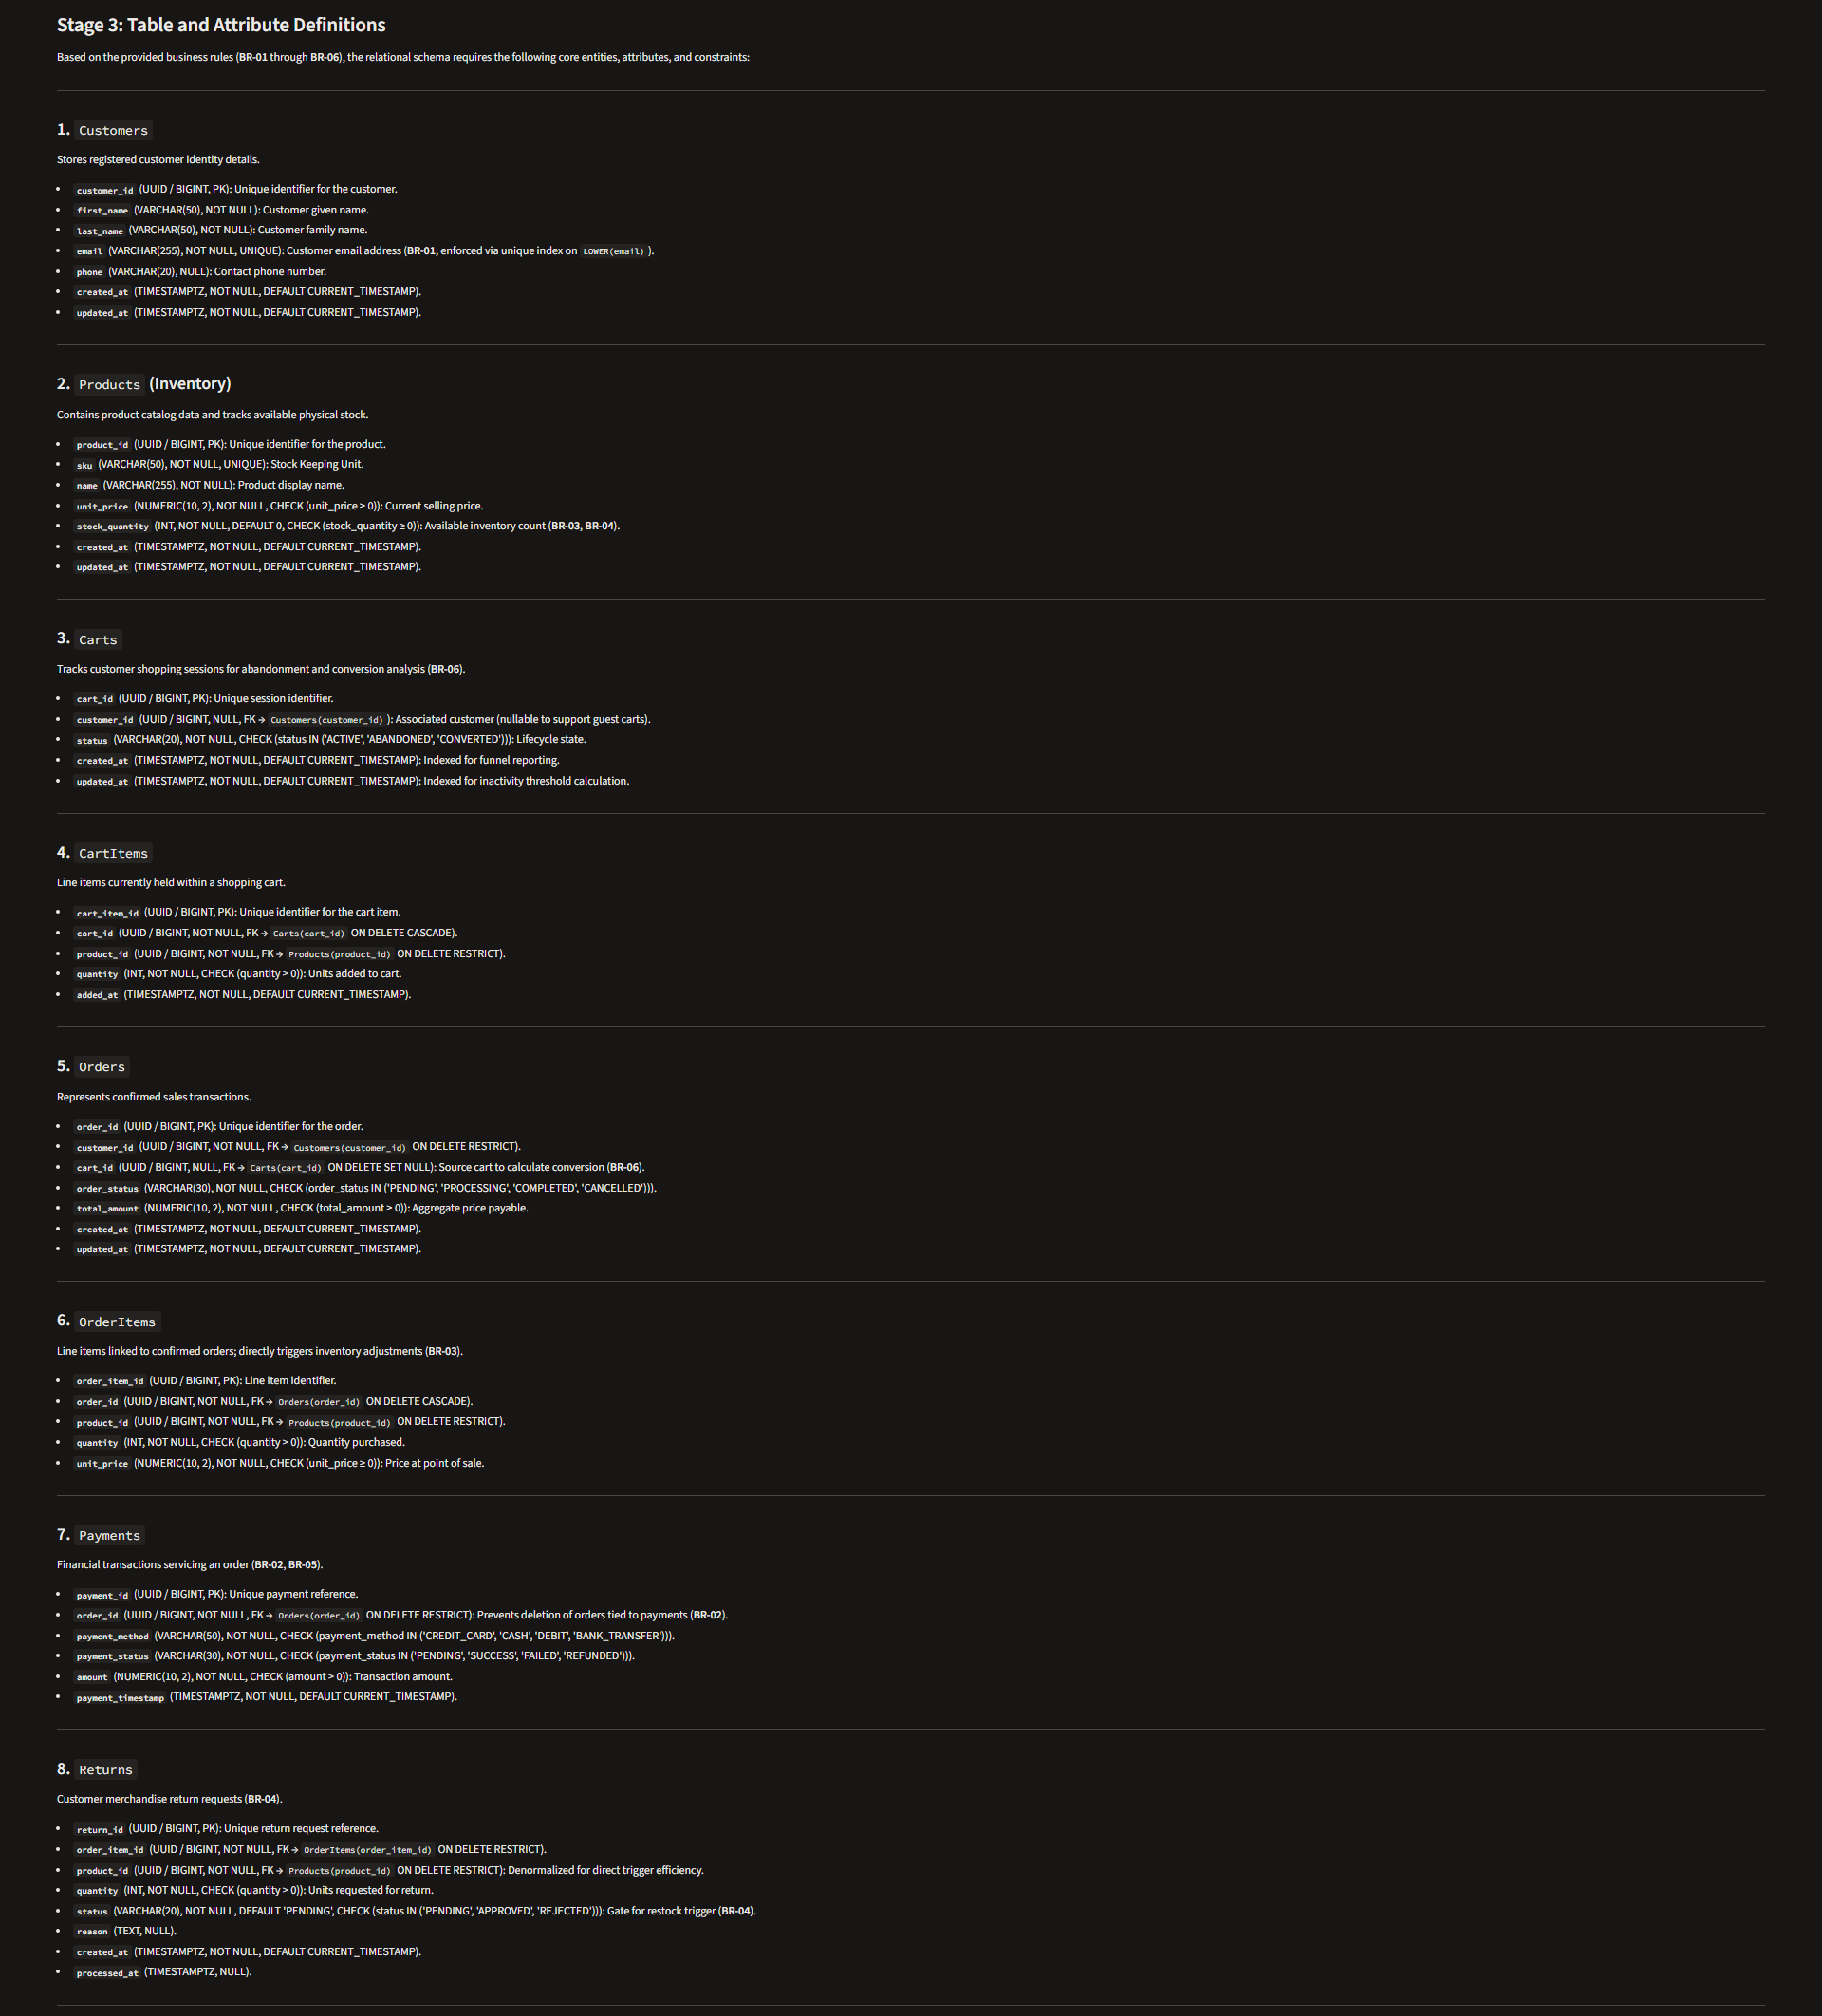 Stage 3: Table and Attribute Definitions
Based on the provided business rules (BR-01 through BR-06), the relational schema requires the following core entities, attributes, and constraints:
1. Customers
Stores registered customer identity details.
• customer_id (UUID / BIGINT, PK): Unique identifier for the customer.
• first_name (VARCHAR(50), NOT NULL): Customer given name.
• last_name (VARCHAR(50), NOT NULL): Customer family name.
• email (VARCHAR(255), NOT NULL, UNIQUE): Customer email address (BR-01; enforced via unique index on LOWER(email) ).
• phone (VARCHAR(20), NULL): Contact phone number.
• created_at (TIMESTAMPTZ, NOT NULL, DEFAULT CURRENT_TIMESTAMP).
• updated_at (TIMESTAMPTZ, NOT NULL, DEFAULT CURRENT_TIMESTAMP).
2. Products (Inventory)
Contains product catalog data and tracks available physical stock.
• product_id (UUID / BIGINT, PK): Unique identifier for the product.
• sku (VARCHAR(50), NOT NULL, UNIQUE): Stock Keeping Unit.
• name (VARCHAR(255), NOT NULL): Product display name.
• unit_price (NUMERIC(10, 2), NOT NULL, CHECK (unit_price ≥ 0)): Current selling price.
• stock_quantity (INT, NOT NULL, DEFAULT 0, CHECK (stock_quantity ≥ 0)): Available inventory count (BR-03, BR-04).
• created_at (TIMESTAMPTZ, NOT NULL, DEFAULT CURRENT_TIMESTAMP).
• updated_at (TIMESTAMPTZ, NOT NULL, DEFAULT CURRENT_TIMESTAMP).
3. Carts
Tracks customer shopping sessions for abandonment and conversion analysis (BR-06).
• cart_id (UUID / BIGINT, PK): Unique session identifier.
• customer_id (UUID / BIGINT, NULL, FK → Customers(customer_id) ): Associated customer (nullable to support guest carts).
• status (VARCHAR(20), NOT NULL, CHECK (status IN ('ACTIVE', 'ABANDONED', 'CONVERTED'))): Lifecycle state.
• created_at (TIMESTAMPTZ, NOT NULL, DEFAULT CURRENT_TIMESTAMP): Indexed for funnel reporting.
• updated_at (TIMESTAMPTZ, NOT NULL, DEFAULT CURRENT_TIMESTAMP): Indexed for inactivity threshold calculation.
4. CartItems
Line items currently held within a shopping cart.
• cart_item_id (UUID / BIGINT, PK): Unique identifier for the cart item.
• cart_id (UUID / BIGINT, NOT NULL, FK → Carts(cart_id) ON DELETE CASCADE).
• product_id (UUID / BIGINT, NOT NULL, FK → Products(product_id) ON DELETE RESTRICT).
• quantity (INT, NOT NULL, CHECK (quantity > 0)): Units added to cart.
• added_at (TIMESTAMPTZ, NOT NULL, DEFAULT CURRENT_TIMESTAMP).
5. Orders
Represents confirmed sales transactions.
• order_id (UUID / BIGINT, PK): Unique identifier for the order.
• customer_id (UUID / BIGINT, NOT NULL, FK → Customers(customer_id) ON DELETE RESTRICT).
• cart_id (UUID / BIGINT, NULL, FK → Carts(cart_id) ON DELETE SET NULL): Source cart to calculate conversion (BR-06).
• order_status (VARCHAR(30), NOT NULL, CHECK (order_status IN ('PENDING', 'PROCESSING', 'COMPLETED', 'CANCELLED'))).
• total_amount (NUMERIC(10, 2), NOT NULL, CHECK (total_amount ≥ 0)): Aggregate price payable.
• created_at (TIMESTAMPTZ, NOT NULL, DEFAULT CURRENT_TIMESTAMP).
• updated_at (TIMESTAMPTZ, NOT NULL, DEFAULT CURRENT_TIMESTAMP).
6. OrderItems
Line items linked to confirmed orders; directly triggers inventory adjustments (BR-03).
• order_item_id (UUID / BIGINT, PK): Line item identifier.
• order_id (UUID / BIGINT, NOT NULL, FK → Orders(order_id) ON DELETE CASCADE).
• product_id (UUID / BIGINT, NOT NULL, FK → Products(product_id) ON DELETE RESTRICT).
• quantity (INT, NOT NULL, CHECK (quantity > 0)): Quantity purchased.
• unit_price (NUMERIC(10, 2), NOT NULL, CHECK (unit_price ≥ 0)): Price at point of sale.
7. Payments
Financial transactions servicing an order (BR-02, BR-05).
• payment_id (UUID / BIGINT, PK): Unique payment reference.
• order_id (UUID / BIGINT, NOT NULL, FK → Orders(order_id) ON DELETE RESTRICT): Prevents deletion of orders tied to payments (BR-02).
• payment_method (VARCHAR(50), NOT NULL, CHECK (payment_method IN ('CREDIT_CARD', 'CASH', 'DEBIT', 'BANK_TRANSFER'))).
• payment_status (VARCHAR(30), NOT NULL, CHECK (payment_status IN ('PENDING', 'SUCCESS', 'FAILED', 'REFUNDED'))).
• amount (NUMERIC(10, 2), NOT NULL, CHECK (amount > 0)): Transaction amount.
• payment_timestamp (TIMESTAMPTZ, NOT NULL, DEFAULT CURRENT_TIMESTAMP).
8. Returns
Customer merchandise return requests (BR-04).
• return_id (UUID / BIGINT, PK): Unique return request reference.
• order_item_id (UUID / BIGINT, NOT NULL, FK → OrderItems(order_item_id) ON DELETE RESTRICT).
• product_id (UUID / BIGINT, NOT NULL, FK → Products(product_id) ON DELETE RESTRICT): Denormalized for direct trigger efficiency.
• quantity (INT, NOT NULL, CHECK (quantity > 0)): Units requested for return.
• status (VARCHAR(20), NOT NULL, DEFAULT 'PENDING', CHECK (status IN ('PENDING', 'APPROVED', 'REJECTED'))): Gate for restock trigger (BR-04).
• reason (TEXT, NULL).
• created_at (TIMESTAMPTZ, NOT NULL, DEFAULT CURRENT_TIMESTAMP).
• processed_at (TIMESTAMPTZ, NULL).